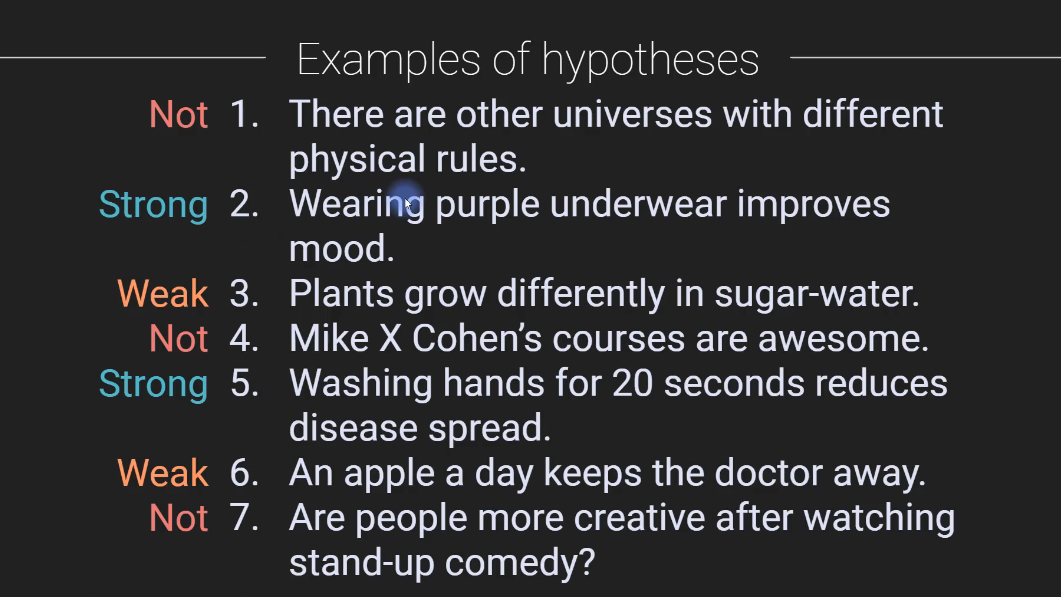 Examples of hypotheses
Not 1. There are other universes with different
physical rules.
Strong 2. Wearing purple underwear improves
mood.
Weak 3. Plants grow differently in sugar-water.
Not 4. Mike X Cohen’s courses are awesome.
Strong 5. Washing hands for 20 seconds reduces
disease spread.
Weak 6. An apple a day keeps the doctor away.
Not 7. Are people more creative after watching
stand-up comedy?